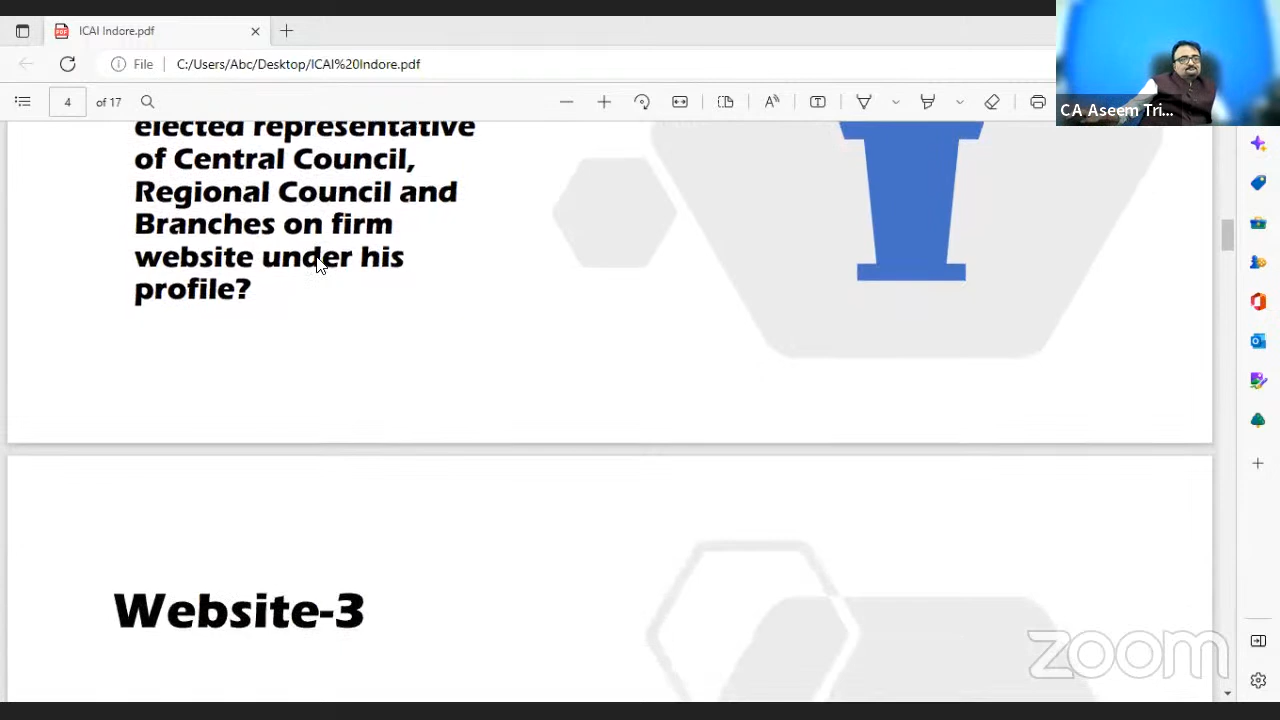 ICAI Indore.pdf
File
C:/Users/Abc/Desktop/ICAI%20Indore.pdf
4 of 17
CA Aseem Tri...
elected representative
of Central Council,
Regional Council and
Branches on firm
website under his
profile?
Website-3
zoom